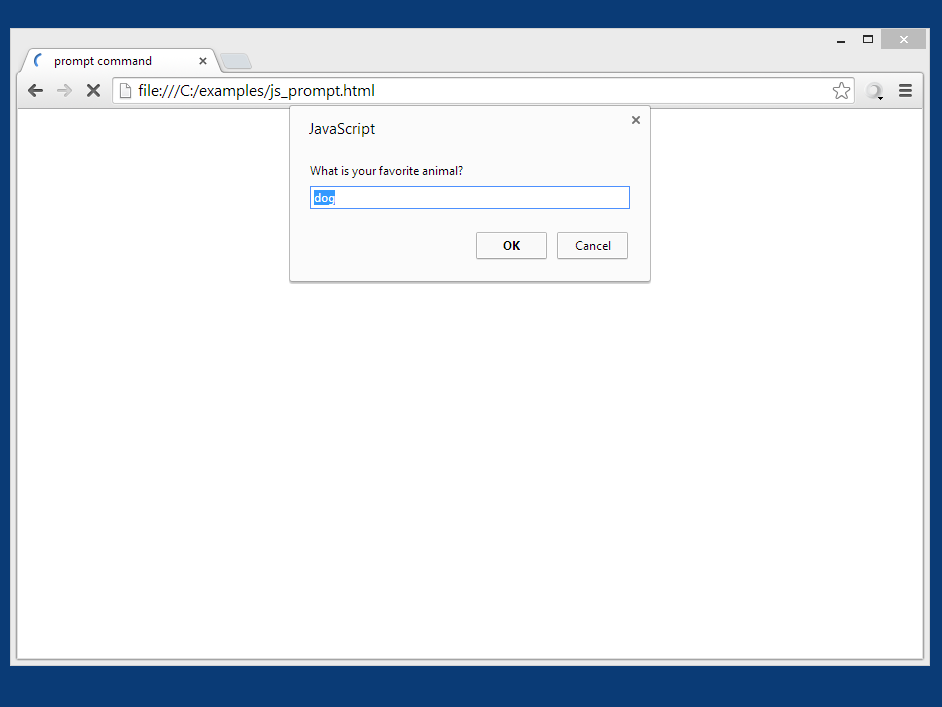 prompt command
file:///C:/examples/js_prompt.html
JavaScript
What is your favorite animal?
dog
OK Cancel